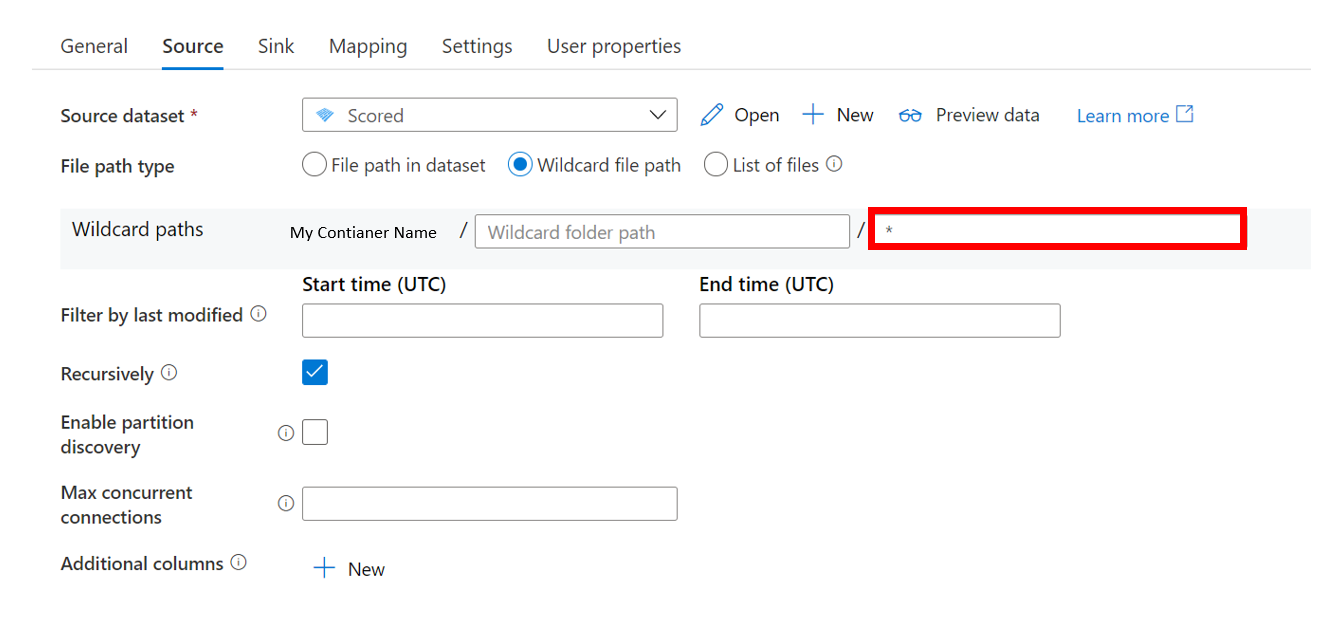 General Source Sink Mapping Settings User properties
Source dataset * Scored Open New Preview data Learn more
File path type File path in dataset Wildcard file path List of files
Wildcard paths My Contianer Name / Wildcard folder path / *
Start time (UTC) End time (UTC)
Filter by last modified
Recursively
Enable partition
discovery
Max concurrent
connections
Additional columns New